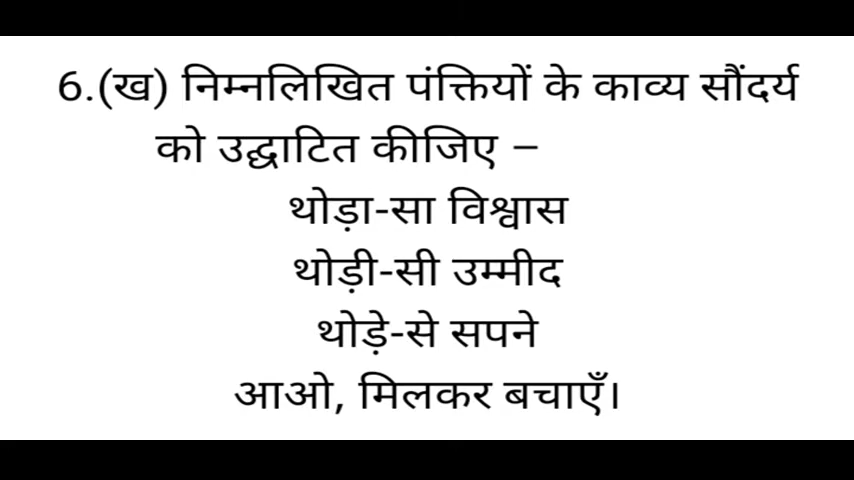 6.(ख) निम्नलिखित पंक्तियों के काव्य सौंदर्य
को उद्घाटित कीजिए –
थोड़ा-सा विश्वास
थोड़ी-सी उम्मीद
थोड़े-से सपने
आओ, मिलकर बचाएँ।